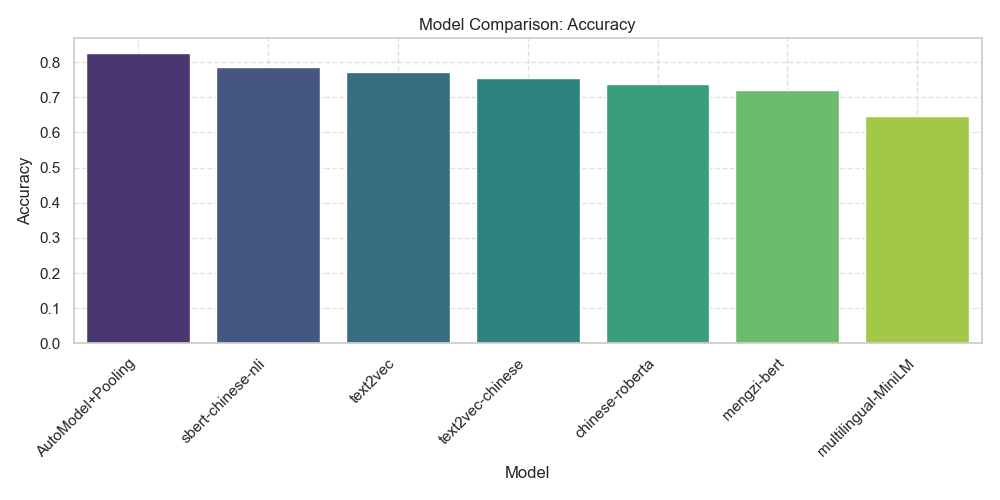 Model Comparison: Accuracy
Accuracy
0.8
0.7
0.6
0.5
0.4
0.3
0.2
0.1
0.0
AutoModel+Pooling
sbert-chinese-nli
text2vec
text2vec-chinese
chinese-roberta
mengzi-bert
multilingual-MiniLM
Model